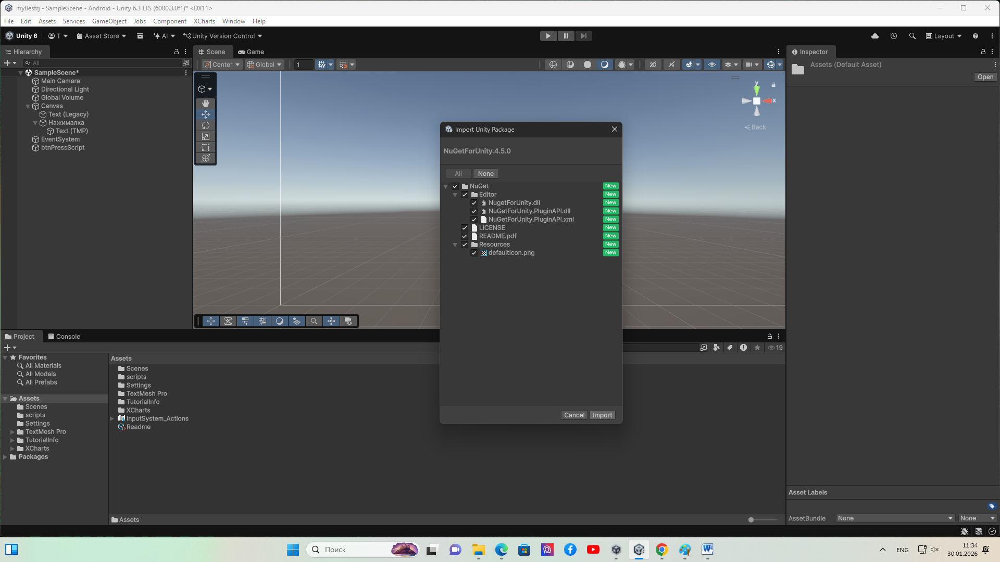 myBestrj - SampleScene - Android - Unity 6.3 LTS (6000.3.0f1)* <DX11>
File Edit Assets Services GameObject Jobs Component XCharts Window Help
Unity 6 T Asset Store AI Unity Version Control Layout
Hierarchy
Scene Game
Inspector
All
Center Global 1 2D
Assets (Default Asset)
Open
SampleScene*
Main Camera
Directional Light
Global Volume
Canvas
Text (Legacy)
Нажималка
Text (TMP)
EventSystem
btnPressScript
y
x
Back
Import Unity Package
NuGetForUnity.4.5.0
All None
NuGet New
Editor New
NugetForUnity.dll New
NuGetForUnity.PluginAPI.dll New
NuGetForUnity.PluginAPI.xml New
LICENSE New
README.pdf New
Resources New
defaultIcon.png New
Cancel Import
Project Console
19
Favorites
All Materials
All Models
All Prefabs
Assets
Scenes
scripts
Settings
TextMesh Pro
TutorialInfo
XCharts
Packages
Assets
Scenes
scripts
Settings
TextMesh Pro
TutorialInfo
XCharts
InputSystem_Actions
Readme
Assets
Asset Labels
AssetBundle None None
Поиск
ENG
11:34
30.01.2026